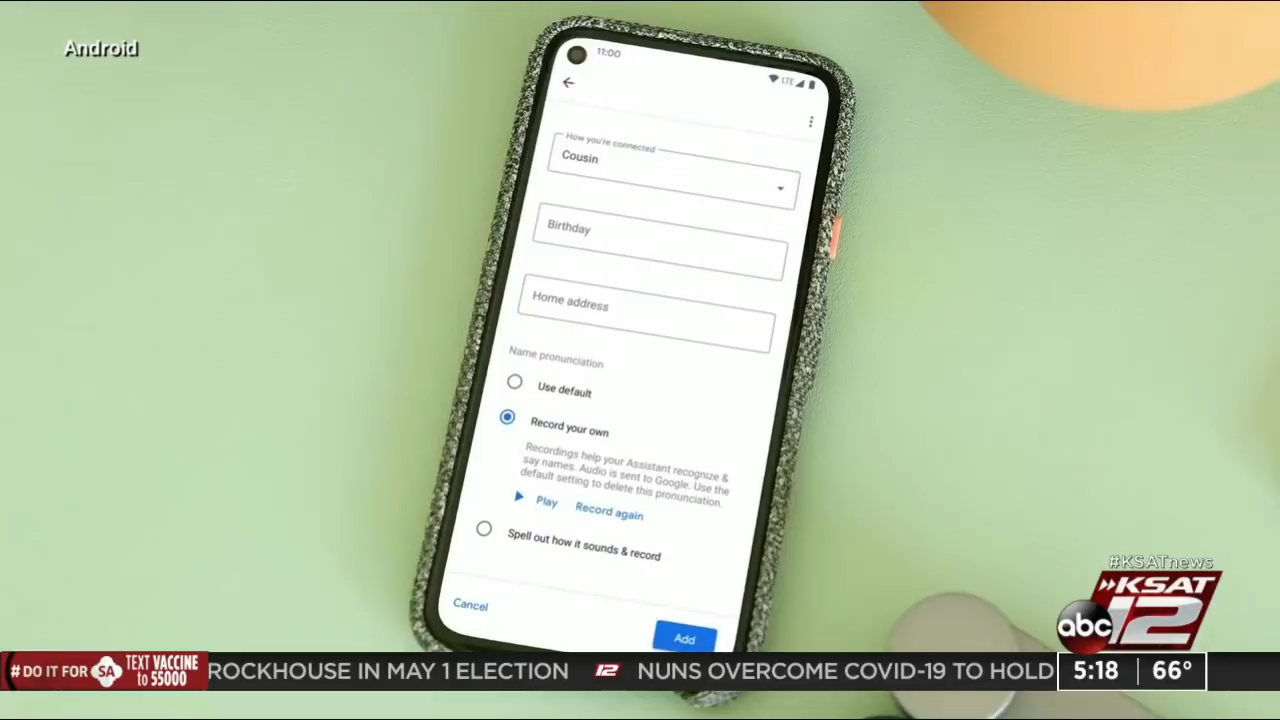 Android
11:00
LTE
How you're connected
Cousin
Birthday
Home address
Name pronunciation
Use default
Record your own
Recordings help your Assistant recognize &
say names. Audio is sent to Google. Use the
default setting to delete this pronunciation.
Play Record again
Spell out how it sounds & record
Cancel
Add
#KSATnews
KSAT
abc 12
#DO IT FOR SA TEXT VACCINE
to 55000
ROCKHOUSE IN MAY 1 ELECTION 12 NUNS OVERCOME COVID-19 TO HOLD
5:18 66°